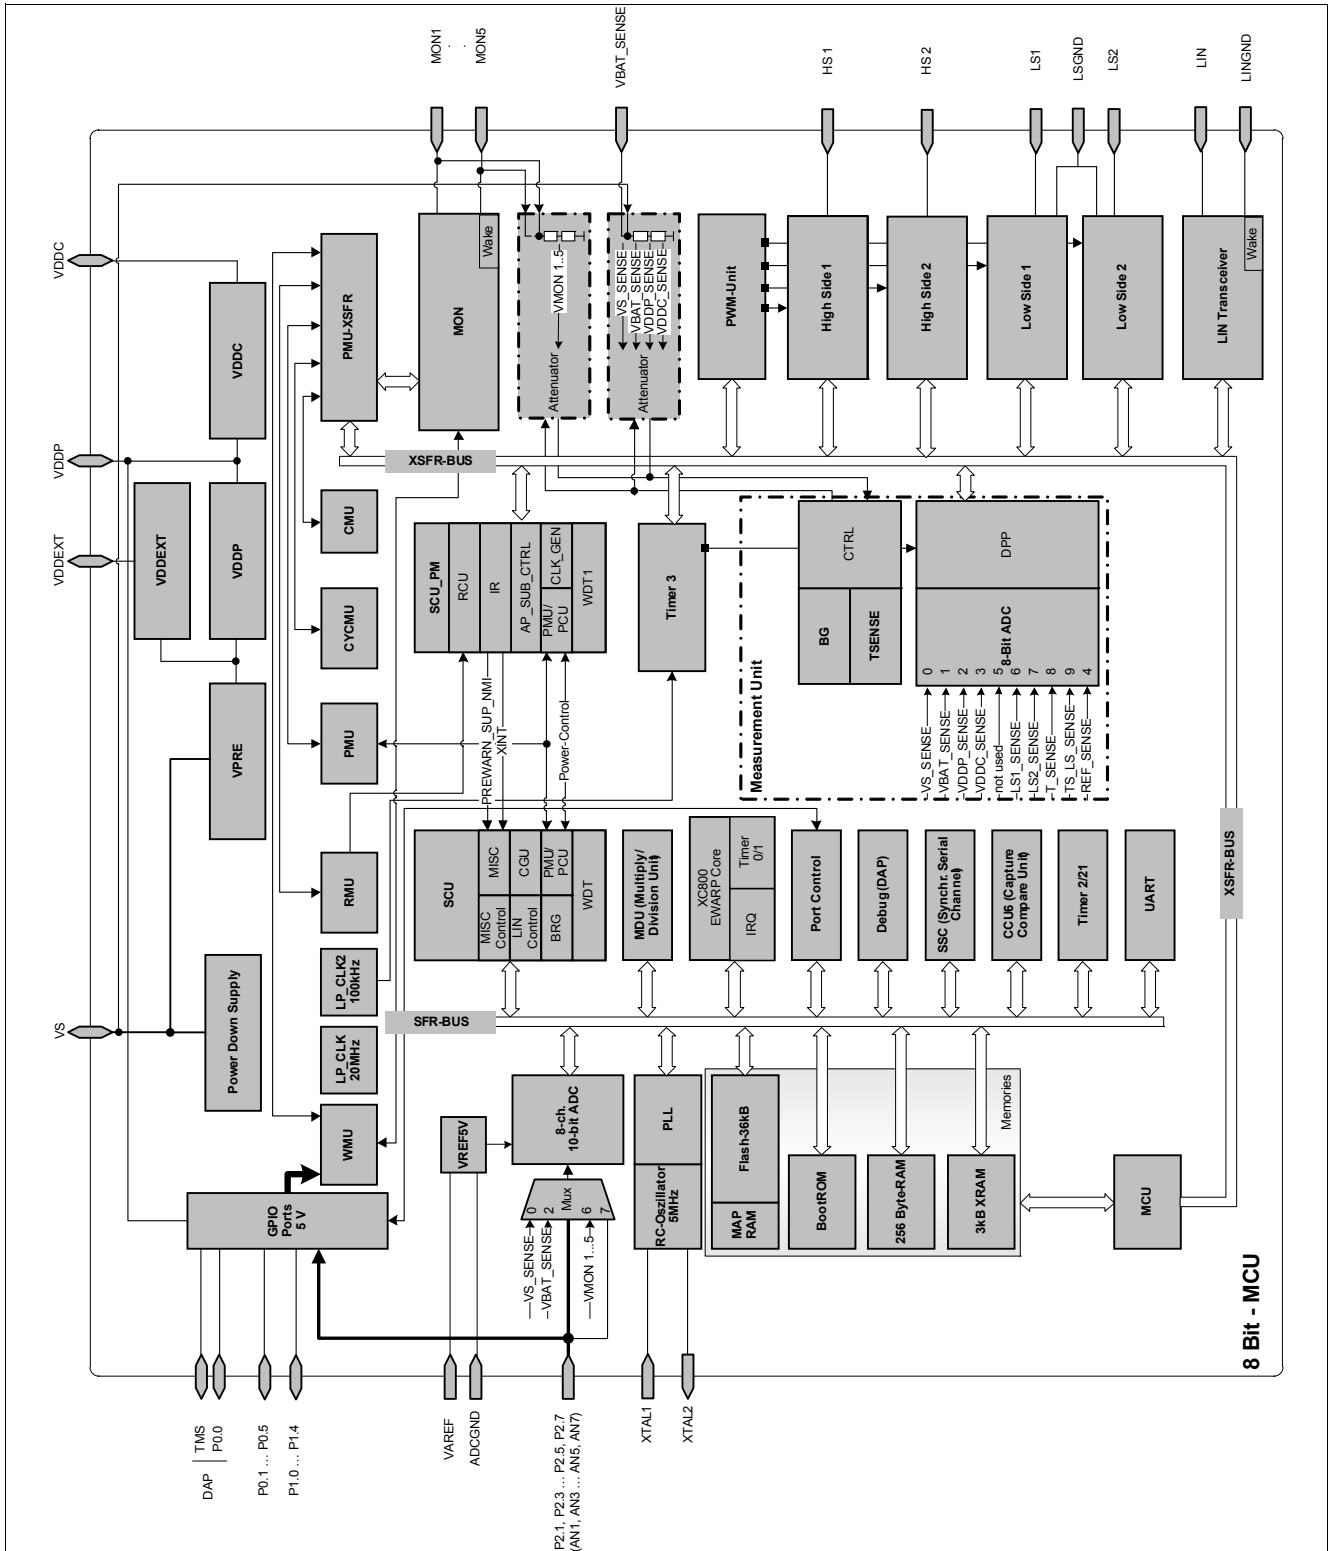 VS
VDDEXT
VDDP
VDDC
MON1
.
.
MON5
VBAT_SENSE
HS 1
HS 2
LS1
LSGND
LS2
LIN
LINGND
Power Down Supply
VPRE
VDDEXT
VDDP
VDDC
WMU
LP_CLK
20MHz
LP_CLK2
100kHz
RMU
PMU
CYCMU
CMU
PMU-XSFR
MON
Wake
VMON 1..5
Attenuator
VS_SENSE
VBAT_SENSE
VDDP_SENSE
VDDC_SENSE
Attenuator
PWM-Unit
High Side 1
High Side 2
Low Side 1
Low Side 2
LIN Transceiver
Wake
XSFR-BUS
SCU_PM
RCU
IR
AP_SUB_CTRL
PMU/
PCU
CLK_GEN
WDT1
Timer 3
CTRL
BG
TSENSE
DPP
8-Bit ADC
0
1
2
3
5
6
7
8
9
4
VS_SENSE
VBAT_SENSE
VDDP_SENSE
VDDC_SENSE
not used
LS1_SENSE
LS2_SENSE
T_SENSE
TS_LS_SENSE
REF_SENSE
Measurement Unit
PREWARN_SUP_NMI
XINT
Power-Control
SCU
MISC
Control
MISC
LIN
Control
CGU
BRG
PMU/
PCU
WDT
MDU (Multiply/
Division Unit)
XC800
EWARP Core
IRQ
Timer
0/1
Port Control
Debug (DAP)
SSC (Synchr. Serial
Channel)
CCU6 (Capture
Compare Unit)
Timer 2/21
UART
XSFR-BUS
SFR-BUS
GPIO
Ports
5 V
VREF5V
8-ch.
10-bit ADC
Mux
0
2
6
7
VS_SENSE
VBAT_SENSE
VMON 1...5
PLL
RC-Oszillator
5MHz
Flash-36kB
MAP
RAM
BootROM
256 Byte-RAM
3kB XRAM
Memories
MCU
8 Bit - MCU
DAP
TMS
P0.0
P0.1 ... P0.5
P1.0 ... P1.4
VAREF
ADCGND
P2.1, P2.3 ... P2.5, P2.7
(AN1, AN3 ... AN5, AN7)
XTAL1
XTAL2